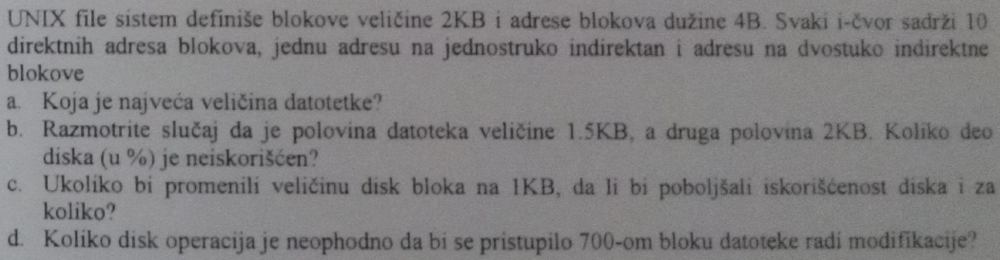 UNIX file sistem definiše blokove veličine 2KB i adrese blokova dužine 4B. Svaki i-čvor sadrži 10
direktnih adresa blokova, jednu adresu na jednostruko indirektan i adresu na dvostuko indirektne
blokove
a. Koja je najveća veličina datotetke?
b. Razmotrite slučaj da je polovina datoteka veličine 1.5KB, a druga polovina 2KB. Koliko deo
diska (u %) je neiskorišćen?
c. Ukoliko bi promenili veličinu disk bloka na 1KB, da li bi poboljšali iskorišćenost diska i za
koliko?
d. Koliko disk operacija je neophodno da bi se pristupilo 700-om bloku datoteke radi modifikacije?